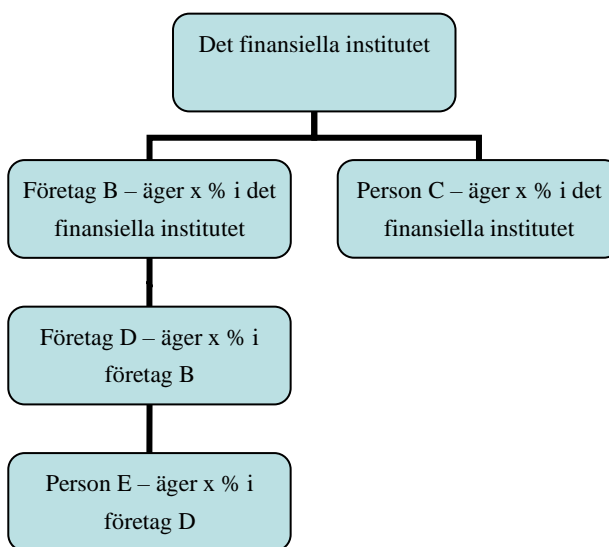 Det finansiella institutet
Företag B – äger x % i det
finansiella institutet
Person C – äger x % i det
finansiella institutet
Företag D – äger x % i
företag B
Person E – äger x % i
företag D